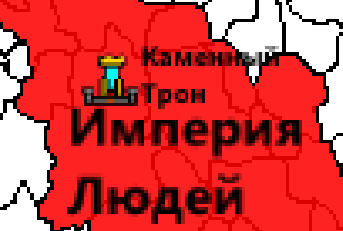 Каменный
Трон
Империя
Людей